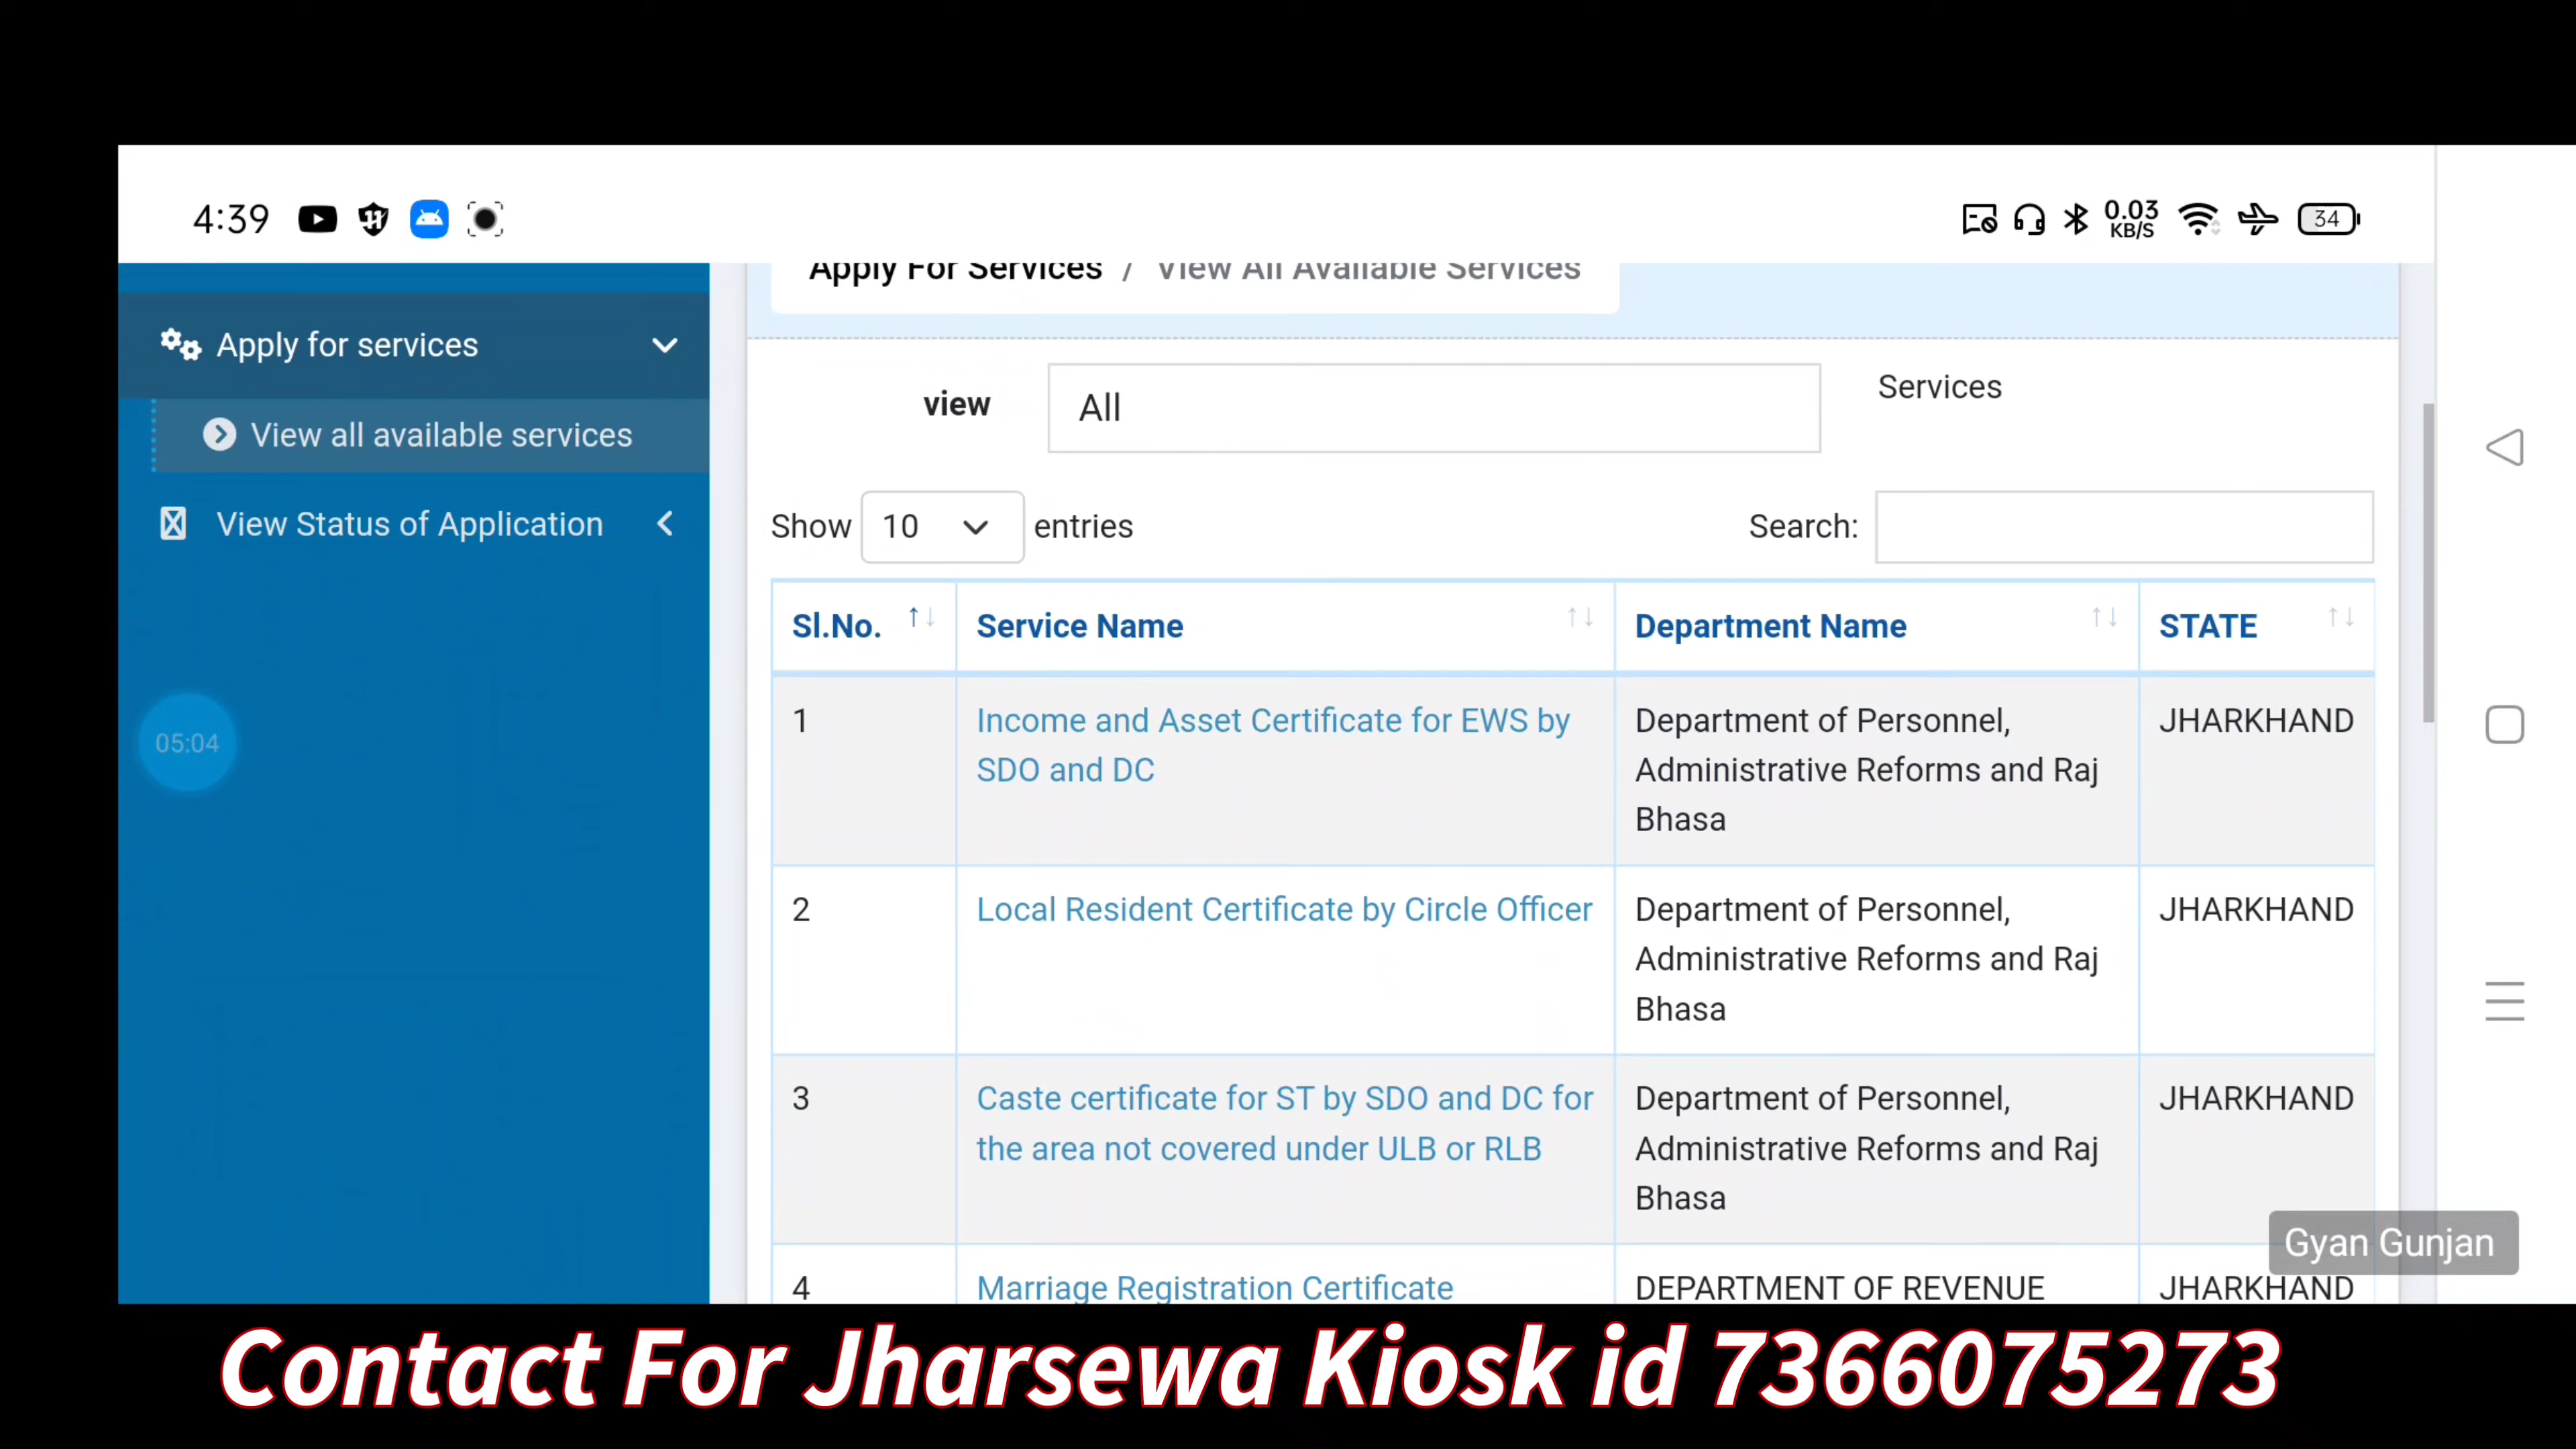 4:39
0.03
KB/S
34
Apply For Services / View All Available Services
Apply for services
View all available services
View Status of Application
05:04
view All Services
Show 10 entries Search:
Sl.No. Service Name Department Name STATE
1 Income and Asset Certificate for EWS by Department of Personnel, JHARKHAND
SDO and DC Administrative Reforms and Raj
Bhasa
2 Local Resident Certificate by Circle Officer Department of Personnel, JHARKHAND
Administrative Reforms and Raj
Bhasa
3 Caste certificate for ST by SDO and DC for Department of Personnel, JHARKHAND
the area not covered under ULB or RLB Administrative Reforms and Raj
Bhasa
4 Marriage Registration Certificate DEPARTMENT OF REVENUE JHARKHAND
Gyan Gunjan
Contact For Jharsewa Kiosk id 7366075273